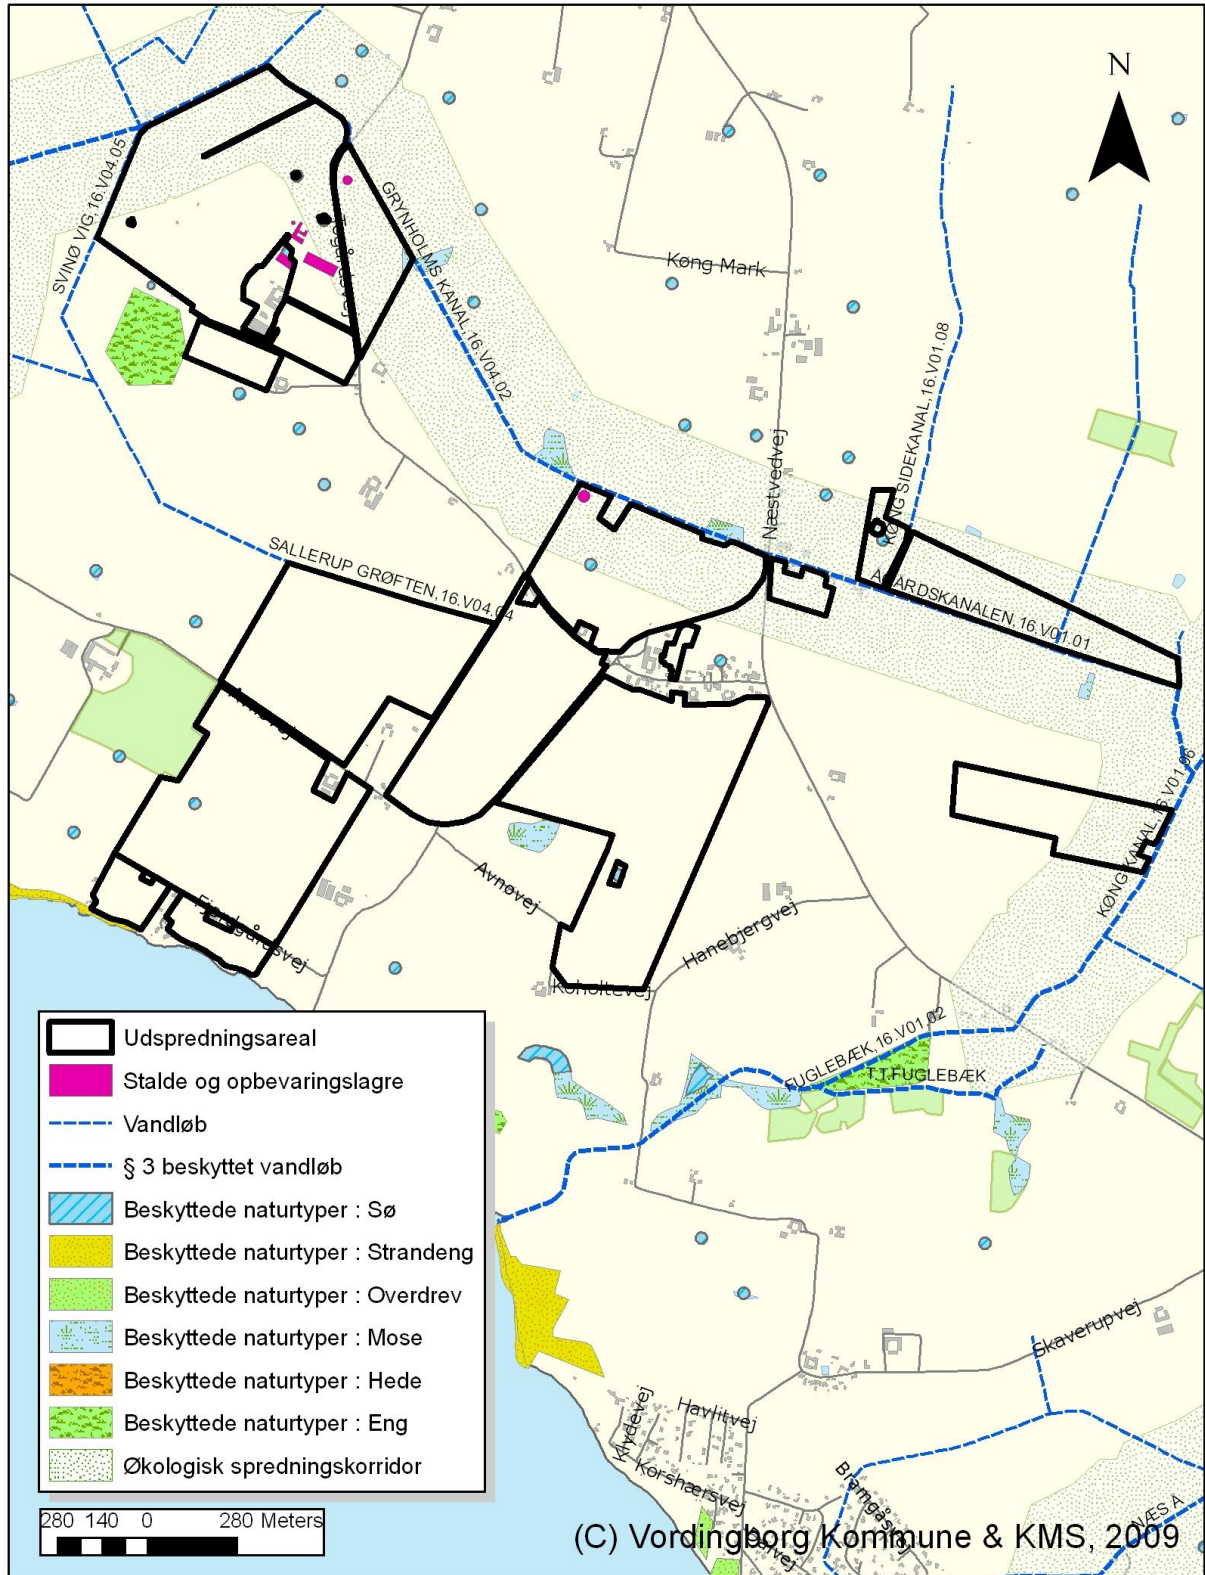 N
SVINØ VIG,16.V04.05
GRYNHOLMS KANAL,16.V04.02
Køng Mark
Næstvedvej
KØNG SIDEKANAL,16.V01.08
SALLERUP GRØFTEN,16.V04.04
KØNG KANAL,16.V01.06
Avnøvej
Fjordgårdsvej
Hanebjergvej
Koholtevej
FUGLEBÆK,16.V01.02
T.T.FUGLEBÆK
Udspredningsareal
Stalde og opbevaringslagre
Vandløb
§ 3 beskyttet vandløb
Beskyttede naturtyper : Sø
Beskyttede naturtyper : Strandeng
Beskyttede naturtyper : Overdrev
Beskyttede naturtyper : Mose
Beskyttede naturtyper : Hede
Beskyttede naturtyper : Eng
Økologisk spredningskorridor
Skaverupvej
Klydevej
Havlitvej
Korshærsvej
Bramgåsvej
NÆS Å
280 140 0 280 Meters
(C) Vordingborg Kommune & KMS, 2009